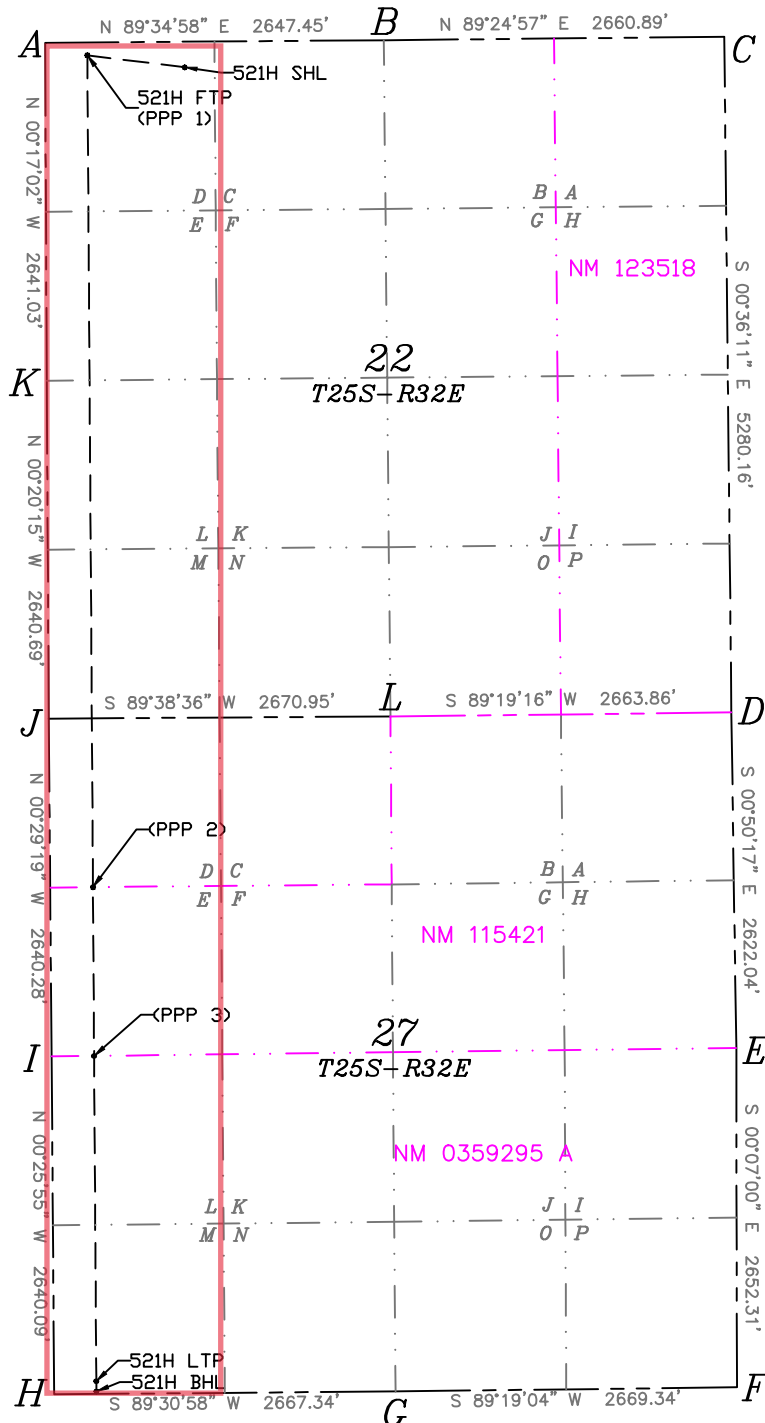 N 89°34'58" E 2647.45'
B
N 89°24'57" E 2660.89'
A
C
521H SHL
521H FTP
(PPP 1)
N 00°17'02" W 2641.03'
D C
E F
B A
G H
NM 123518
S 00°36'11" E 5280.16'
22
T25S-R32E
K
N 00°20'15" W 2640.69'
L K
M N
J I
O P
S 89°38'36" W 2670.95'
L
S 89°19'16" W 2663.86'
J
D
N 00°29'19" W 2640.28'
(PPP 2)
S 00°50'17" E 2622.04'
D C
E F
B A
G H
NM 115421
(PPP 3)
27
T25S-R32E
I
E
N 00°25'55" W 2640.09'
S 00°07'00" E 2652.31'
NM 0359295 A
L K
M N
J I
O P
521H LTP
521H BHL
H
F
S 89°30'58" W 2667.34'
G
S 89°19'04" W 2669.34'